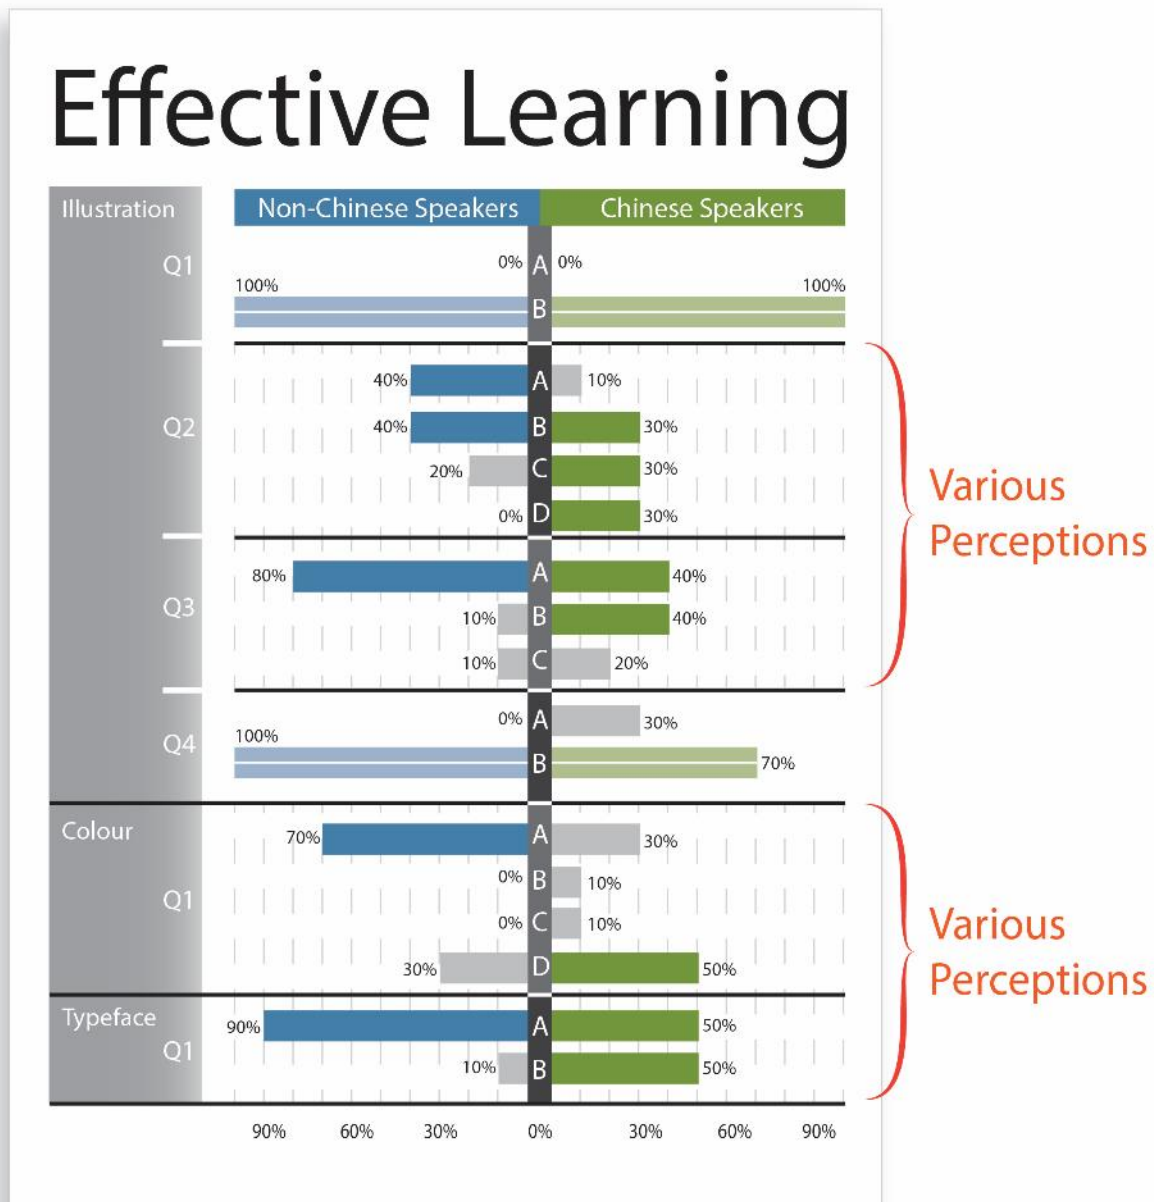 Effective Learning
Illustration
Non-Chinese Speakers Chinese Speakers
Q1
0% A 0%
100% 100%
B
Q2
40% A 10%
40% B 30%
20% C 30%
0% D 30%
Various
Perceptions
Q3
80% A 40%
10% B 40%
10% C 20%
Q4
0% A 30%
100%
B 70%
Colour
Q1
70% A 30%
0% B 10%
0% C 10%
30% D 50%
Various
Perceptions
Typeface
Q1
90% A 50%
10% B 50%
90% 60% 30% 0% 30% 60% 90%